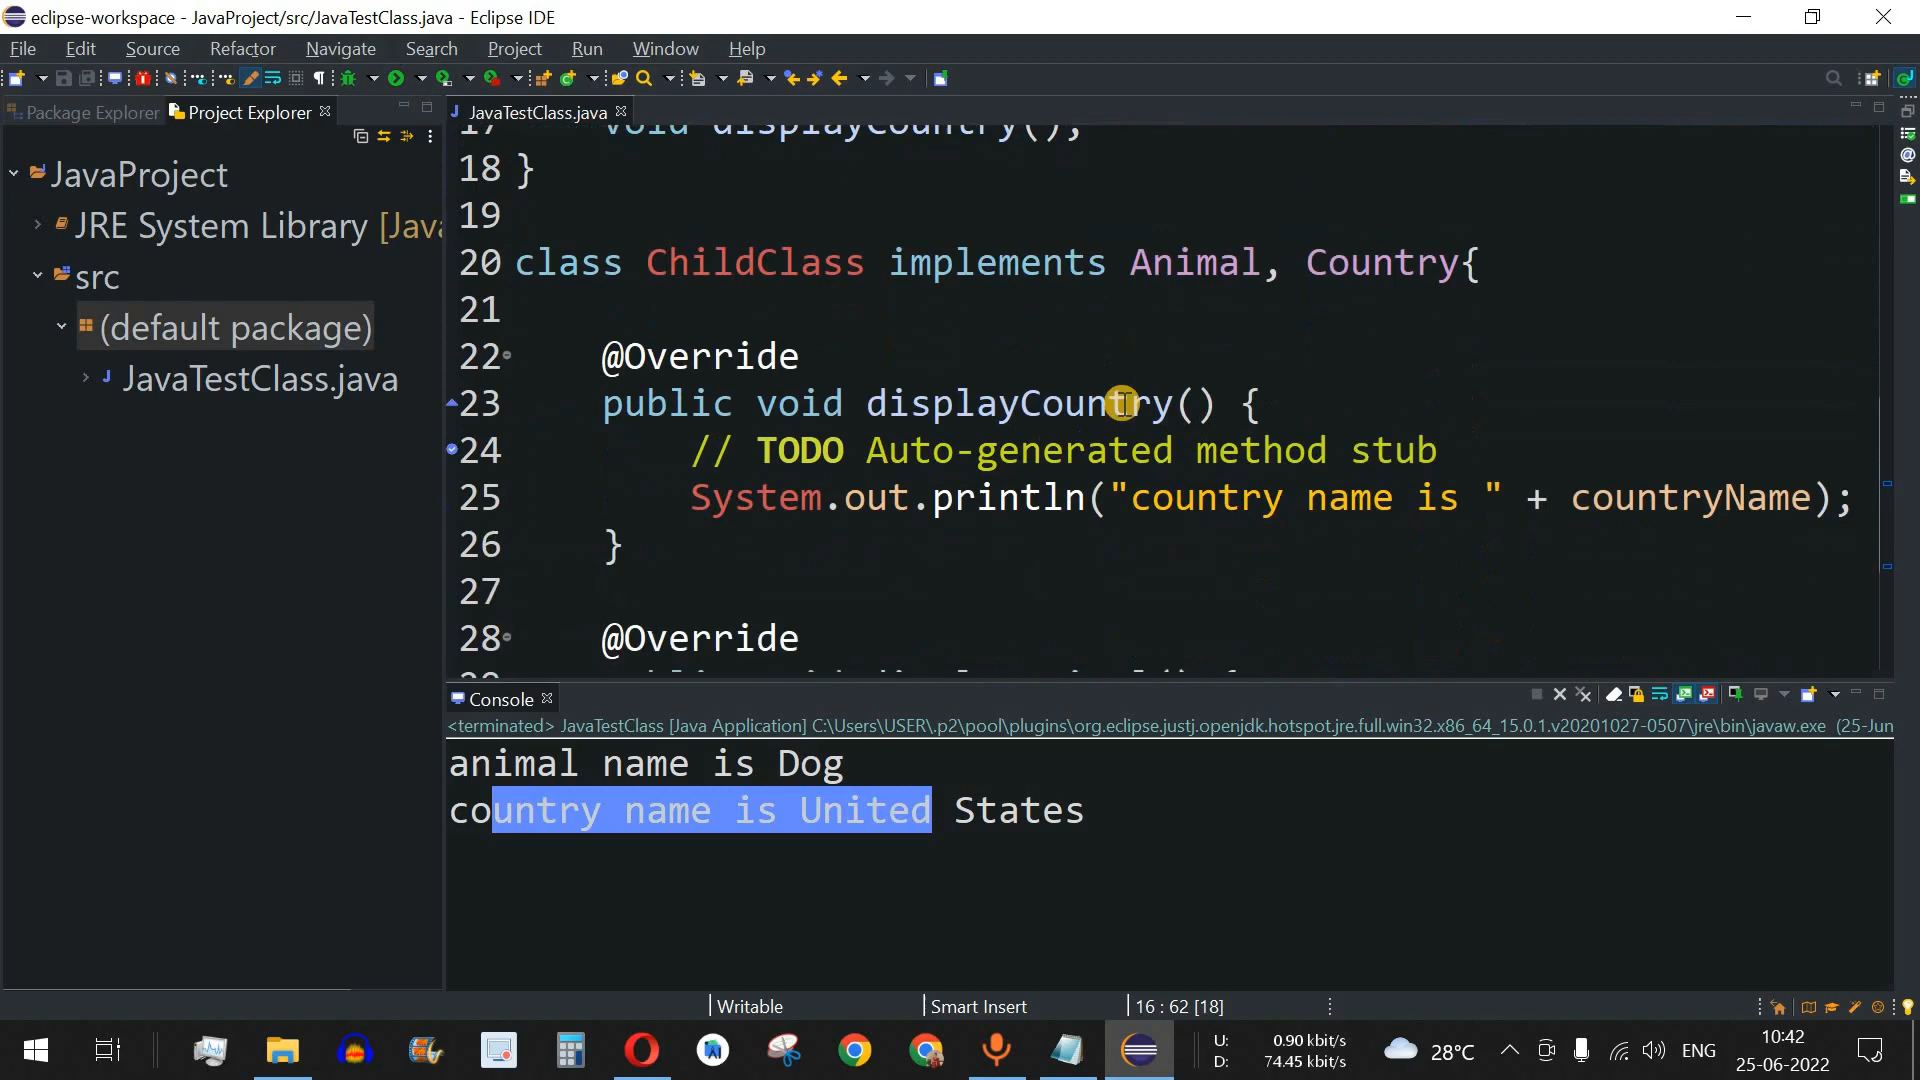 eclipse-workspace - JavaProject/src/JavaTestClass.java - Eclipse IDE
File Edit Source Refactor Navigate Search Project Run Window Help
Package Explorer Project Explorer JavaTestClass.java
JavaProject
JRE System Library [Java
src
(default package)
JavaTestClass.java
17 void displayCountry();
18 }
19
20 class ChildClass implements Animal, Country{
21
22 @Override
23 public void displayCountry() {
24 // TODO Auto-generated method stub
25 System.out.println("country name is " + countryName);
26 }
27
28 @Override
Console
<terminated> JavaTestClass [Java Application] C:\Users\USER\.p2\pool\plugins\org.eclipse.justj.openjdk.hotspot.jre.full.win32.x86_64_15.0.1.v20201027-0507\jre\bin\javaw.exe (25-Jun
animal name is Dog
country name is United States
Writable Smart Insert 16 : 62 [18]
U: 0.90 kbit/s
D: 74.45 kbit/s
28°C
ENG
10:42
25-06-2022